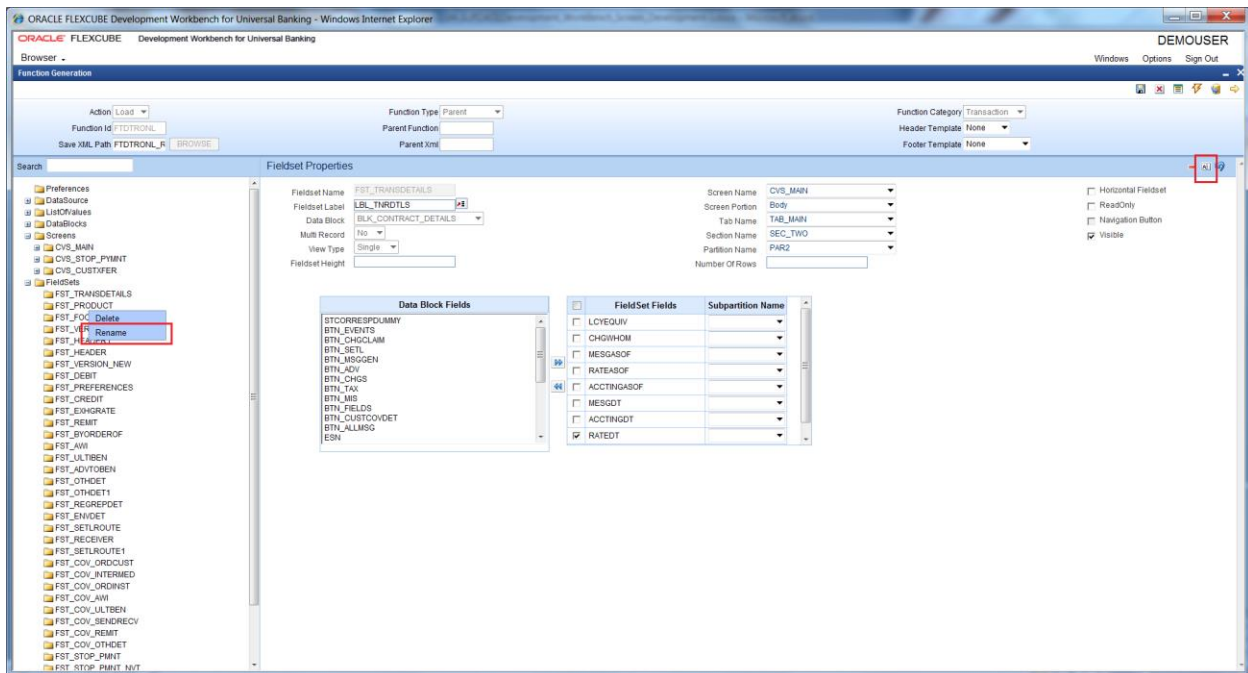 ORACLE FLEXCUBE Development Workbench for Universal Banking - Windows Internet Explorer
ORACLE FLEXCUBE Development Workbench for Universal Banking
DEMOUSER
Browser
Windows Options Sign Out
Function Generation
Action Load
Function Type Parent
Function Category Transaction
Function Id FTDTRONL
Parent Function
Header Template None
Save XML Path FTDTRONL_R BROWSE
Parent Xml
Footer Template None
Search
Fieldset Properties
Preferences
DataSource
ListOfValues
DataBlocks
Screens
CVS_MAIN
CVS_STOP_PYMNT
CVS_CUSTXFER
FieldSets
FST_TRANSDETAILS
FST_PRODUCT
FST_FOO
Delete
FST_VER
Rename
FST_HEADER1
FST_HEADER
FST_VERSION_NEW
FST_DEBIT
FST_PREFERENCES
FST_CREDIT
FST_EXHGRATE
FST_REMIT
FST_BYORDEROF
FST_AWI
FST_ULTIBEN
FST_ADVTOBEN
FST_OTHDET
FST_OTHDET1
FST_REGREPDET
FST_ENVDET
FST_SETLROUTE
FST_RECEIVER
FST_SETLROUTE1
FST_COV_ORDCUST
FST_COV_INTERMED
FST_COV_ORDINST
FST_COV_AWI
FST_COV_ULTBEN
FST_COV_SENDRECV
FST_COV_REMIT
FST_COV_OTHDET
FST_STOP_PMNT
FST_STOP_PMNT_NVT
Fieldset Name FST_TRANSDETAILS
Fieldset Label LBL_TNRDTLS
Data Block BLK_CONTRACT_DETAILS
Multi Record No
View Type Single
Fieldset Height
Screen Name CVS_MAIN
Screen Portion Body
Tab Name TAB_MAIN
Section Name SEC_TWO
Partition Name PAR2
Number Of Rows
Horizontal Fieldset
ReadOnly
Navigation Button
Visible
Data Block Fields
STCORRESPDUMMY
BTN_EVENTS
BTN_CHGCLAIM
BTN_SETL
BTN_MSGGEN
BTN_ADV
BTN_CHGS
BTN_TAX
BTN_MIS
BTN_FIELDS
BTN_CUSTCOVDET
BTN_ALLMSG
ESN
FieldSet Fields Subpartition Name
LCYEQUIV
CHGWHOM
MESGASOF
RATEASOF
ACCTINGASOF
MESGDT
ACCTINGDT
RATEDT